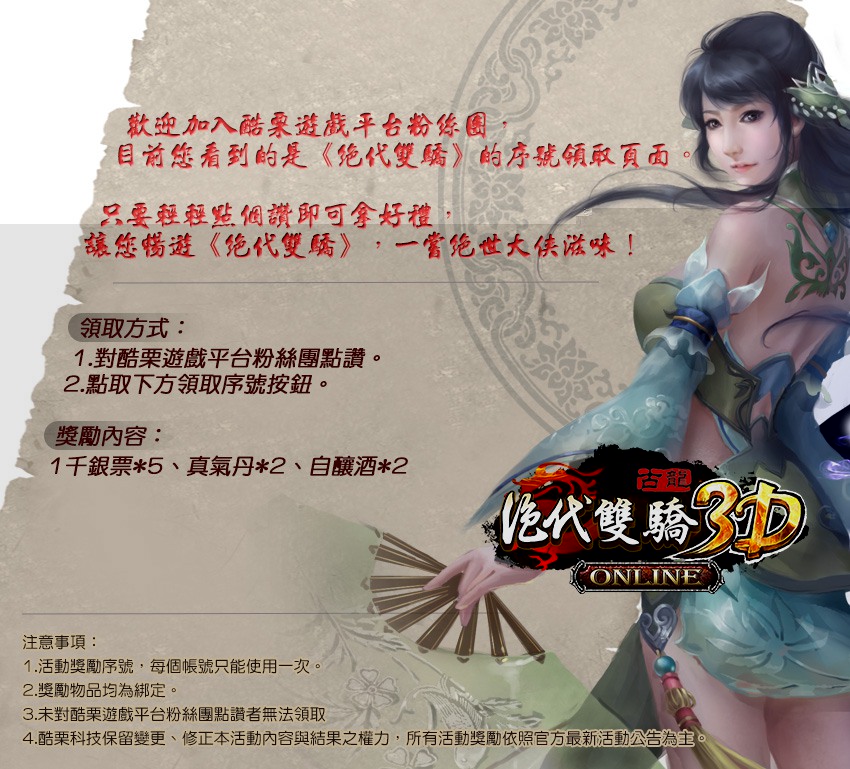 歡迎加入酷栗遊戲平台粉絲團，
目前您看到的是《絕代雙驕》的序號領取頁面。
只要輕輕點個讚即可拿好禮，
讓您暢遊《絕代雙驕》，一嘗絕世大俠滋味！
領取方式：
1.對酷栗遊戲平台粉絲團點讚。
2.點取下方領取序號按鈕。
獎勵內容：
1千銀票*5、真氣丹*2、自釀酒*2
古龍
絕代雙驕3D
ONLINE
注意事項：
1.活動獎勵序號，每個帳號只能使用一次。
2.獎勵物品均為綁定。
3.未對酷栗遊戲平台粉絲團點讚者無法領取
4.酷栗科技保留變更、修正本活動內容與結果之權力，所有活動獎勵依照官方最新活動公告為主。